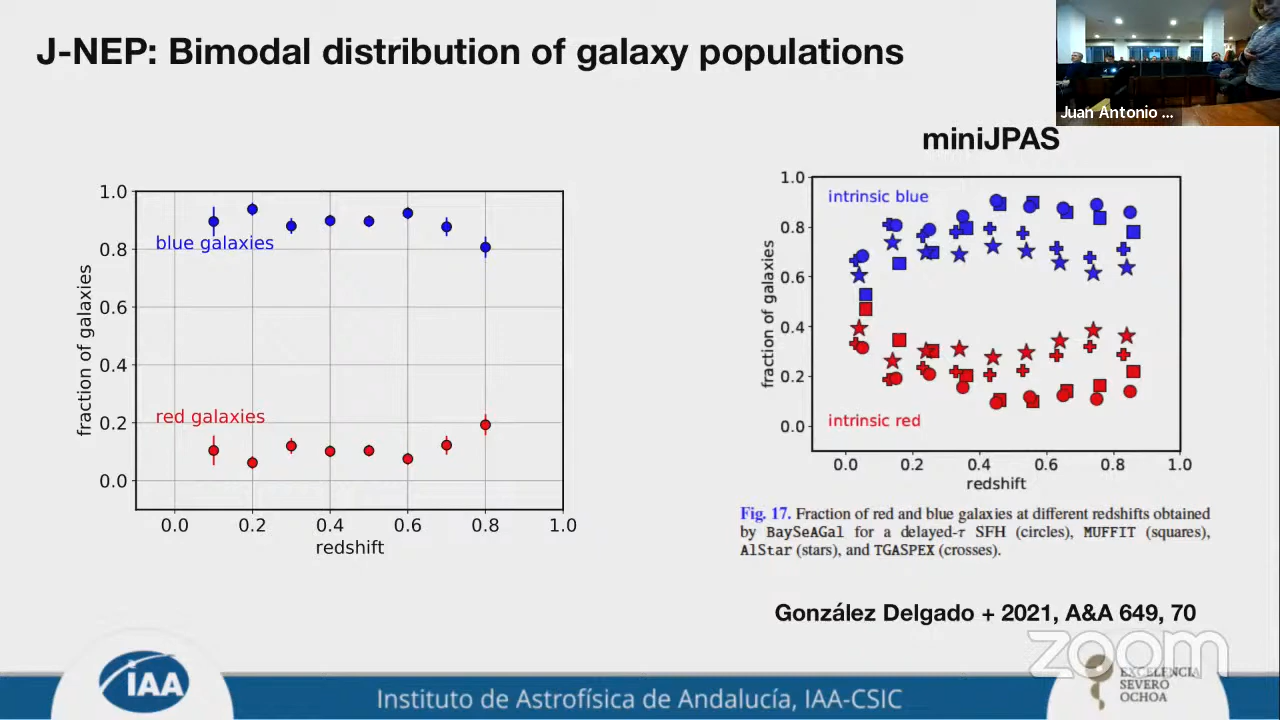 J-NEP: Bimodal distribution of galaxy populations
Juan Antonio ...
miniJPAS
1.0
0.8
0.6
0.4
0.2
0.0
fraction of galaxies
blue galaxies
red galaxies
0.0 0.2 0.4 0.6 0.8 1.0
redshift
1.0
0.8
0.6
0.4
0.2
0.0
fraction of galaxies
intrinsic blue
intrinsic red
0.0 0.2 0.4 0.6 0.8 1.0
redshift
Fig. 17. Fraction of red and blue galaxies at different redshifts obtained
by BaySeAGal for a delayed-τ SFH (circles), MUFFIT (squares),
AlStar (stars), and TGASPEX (crosses).
González Delgado + 2021, A&A 649, 70
zoom
IAA
Instituto de Astrofísica de Andalucía, IAA-CSIC
EXCELENCIA
SEVERO
OCHOA